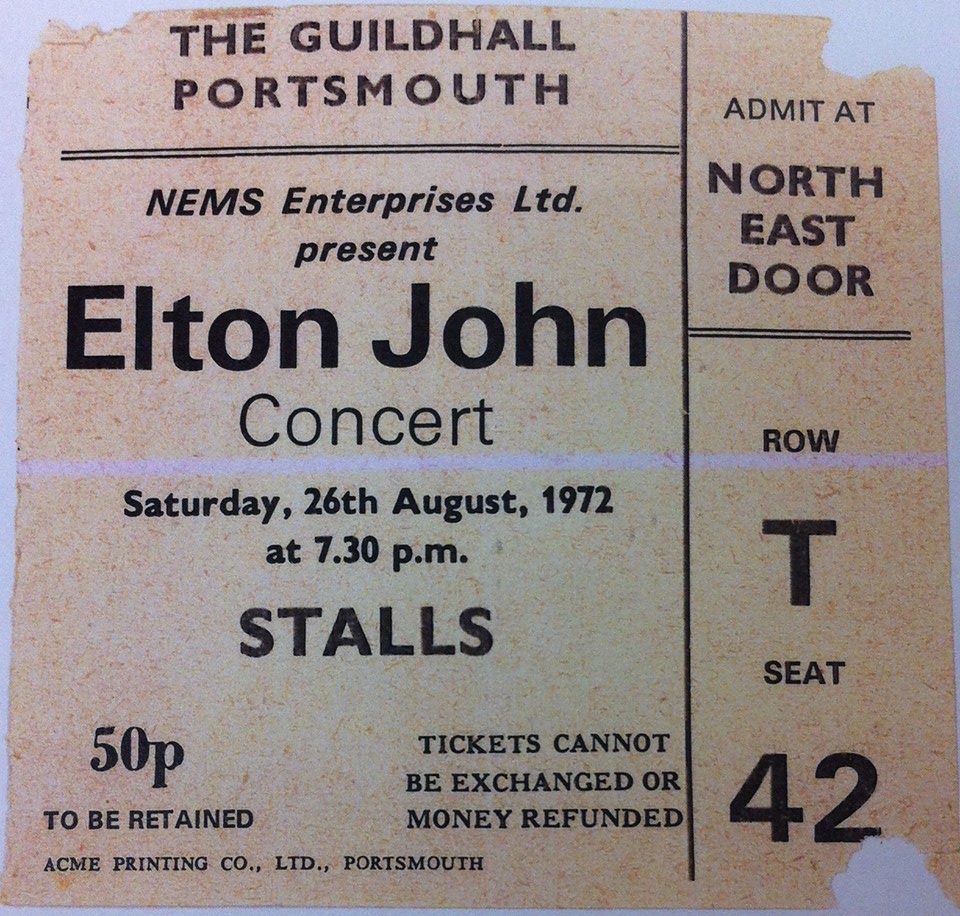 THE GUILDHALL
PORTSMOUTH
NEMS Enterprises Ltd.
present
Elton John
Concert
Saturday, 26th August, 1972
at 7.30 p.m.
STALLS
50p
TO BE RETAINED
TICKETS CANNOT
BE EXCHANGED OR
MONEY REFUNDED
ACME PRINTING CO., LTD., PORTSMOUTH
ADMIT AT
NORTH
EAST
DOOR
ROW
T
SEAT
42